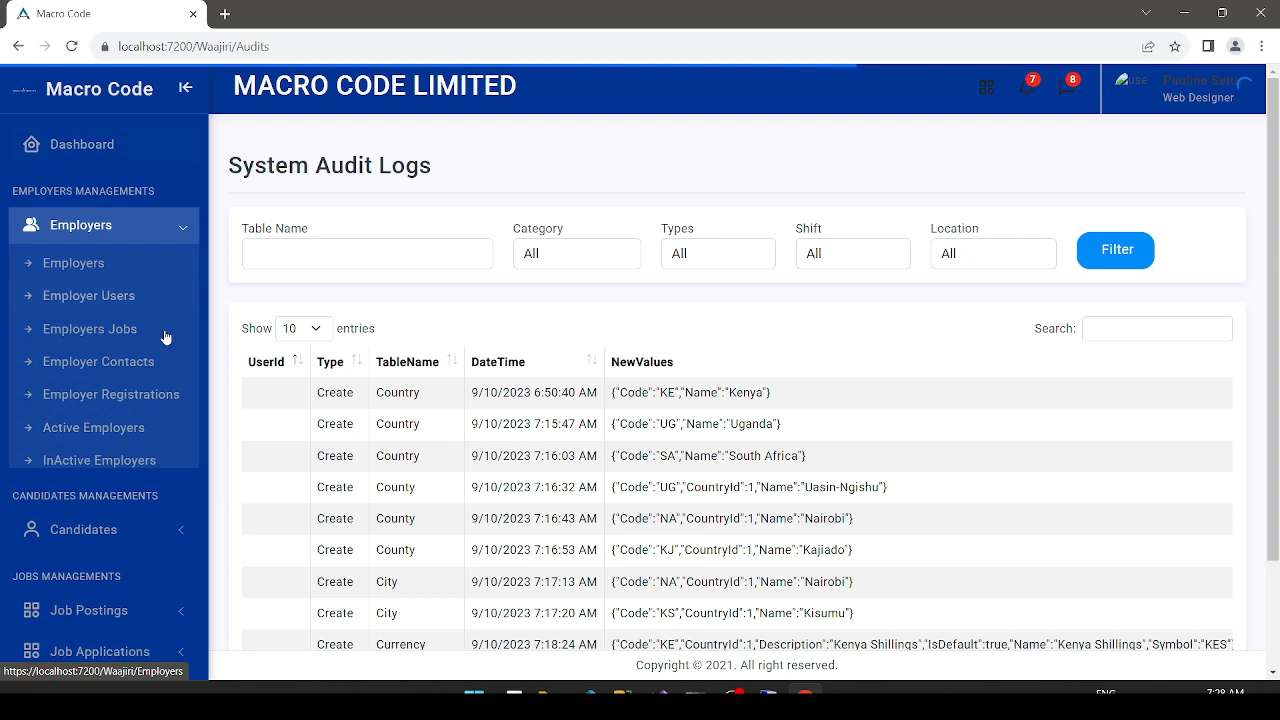 Macro Code
localhost:7200/Waajiri/Audits
Macro Code
MACRO CODE LIMITED
7
8
Web Designer
Dashboard
System Audit Logs
EMPLOYERS MANAGEMENTS
Employers
Employers
Employer Users
Employers Jobs
Employer Contacts
Employer Registrations
Active Employers
InActive Employers
CANDIDATES MANAGEMENTS
Candidates
JOBS MANAGEMENTS
Job Postings
Job Applications
https://localhost:7200/Waajiri/Employers
Table Name Category Types Shift Location
All All All All Filter
Show 10 entries Search:
UserId Type TableName DateTime NewValues
Create Country 9/10/2023 6:50:40 AM {"Code":"KE","Name":"Kenya"}
Create Country 9/10/2023 7:15:47 AM {"Code":"UG","Name":"Uganda"}
Create Country 9/10/2023 7:16:03 AM {"Code":"SA","Name":"South Africa"}
Create County 9/10/2023 7:16:32 AM {"Code":"UG","CountryId":1,"Name":"Uasin-Ngishu"}
Create County 9/10/2023 7:16:43 AM {"Code":"NA","CountryId":1,"Name":"Nairobi"}
Create County 9/10/2023 7:16:53 AM {"Code":"KJ","CountryId":1,"Name":"Kajiado"}
Create City 9/10/2023 7:17:13 AM {"Code":"NA","CountryId":1,"Name":"Nairobi"}
Create City 9/10/2023 7:17:20 AM {"Code":"KS","CountryId":1,"Name":"Kisumu"}
Create Currency 9/10/2023 7:18:24 AM {"Code":"KE","CountryId":1,"Description":"Kenya Shillings","IsDefault":true,"Name":"Kenya Shillings","Symbol":"KES"
Copyright © 2021. All right reserved.
ENG 7:28 AM